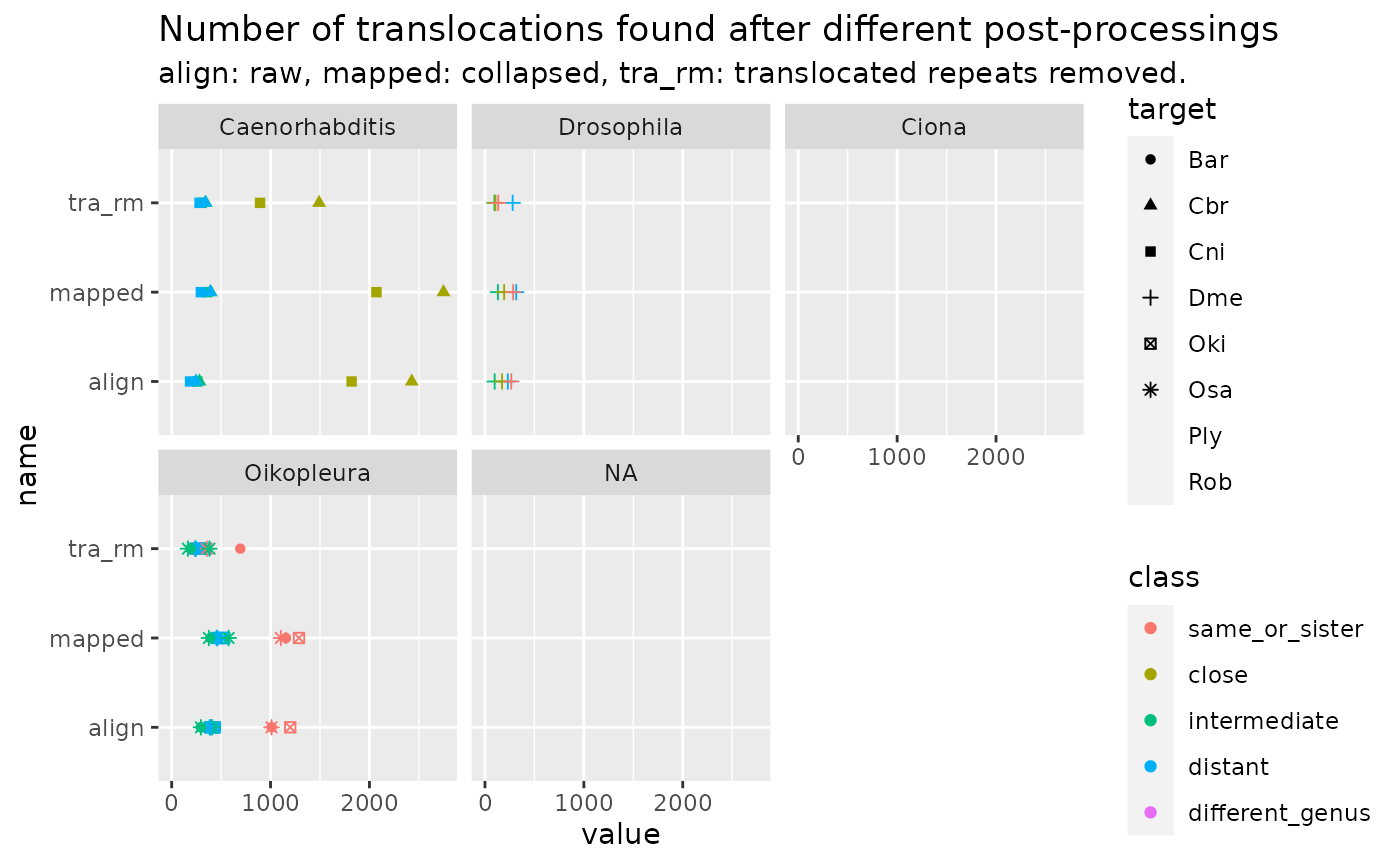 Number of translocations found after different post-processings
align: raw, mapped: collapsed, tra_rm: translocated repeats removed.
Caenorhabditis
Drosophila
Ciona
tra_rm
mapped
align
0 1000 2000
Oikopleura
NA
tra_rm
mapped
align
0 1000 2000
0 1000 2000
name
value
target
Bar
Cbr
Cni
Dme
Oki
Osa
Ply
Rob
class
same_or_sister
close
intermediate
distant
different_genus